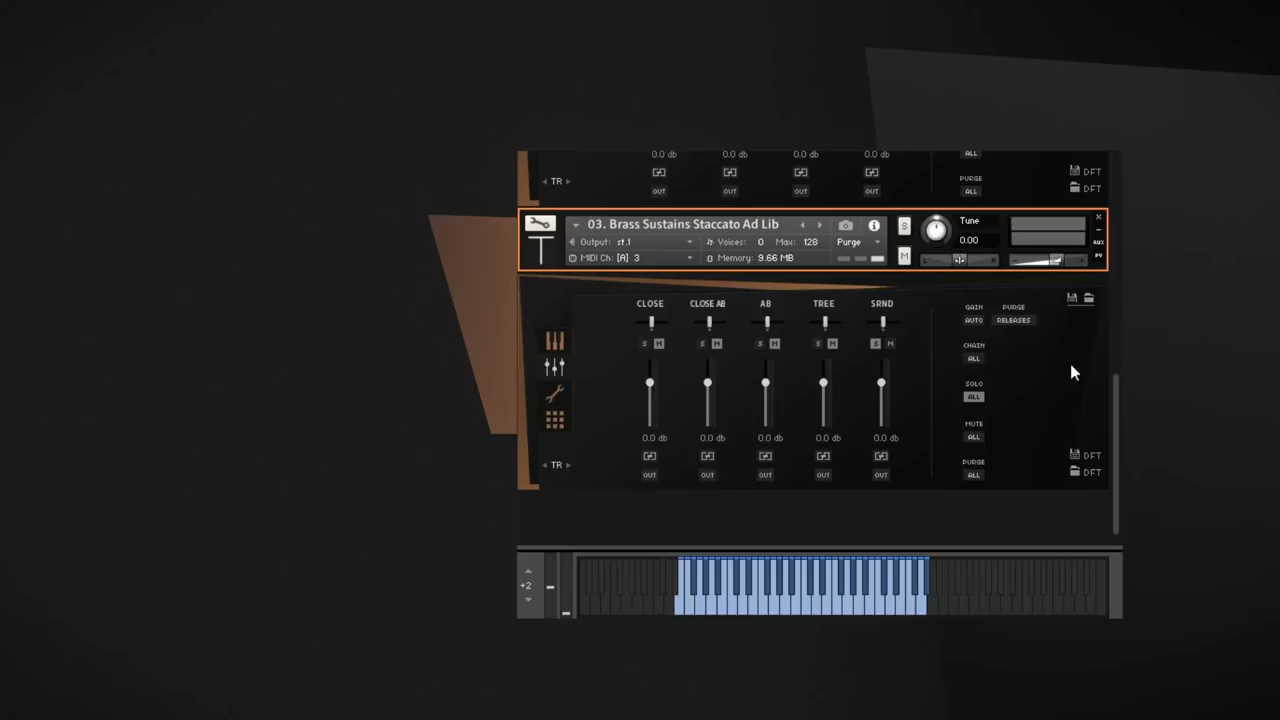 0.0 db 0.0 db 0.0 db 0.0 db ALL
DFT
TR PURGE
OUT OUT OUT OUT ALL DFT
03. Brass Sustains Staccato Ad Lib S Tune
Output: st.1 Voices: 0 Max: 128 Purge 0.00 AUX
MIDI Ch: [A] 3 Memory: 9.66 MB M L R PV
CLOSE CLOSE AB AB TREE SRND GAIN PURGE
AUTO RELEASES
S M S M S M S M S M CHAIN
ALL
SOLO
ALL
MUTE
0.0 db 0.0 db 0.0 db 0.0 db 0.0 db ALL
DFT
TR PURGE
OUT OUT OUT OUT OUT ALL DFT
+2